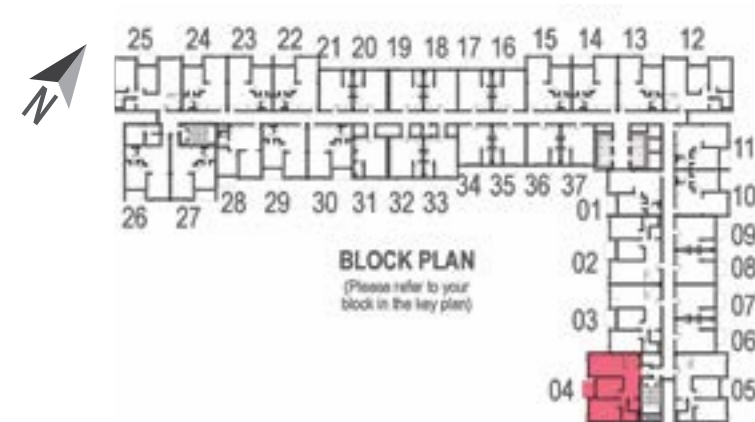 25 24 23 22 21 20 19 18 17 16 15 14 13 12
N
11
26 27 28 29 30 31 32 33 34 35 36 37
10
01
09
BLOCK PLAN
02
08
(Please refer to your
block in the key plan)
07
03
06
04
05